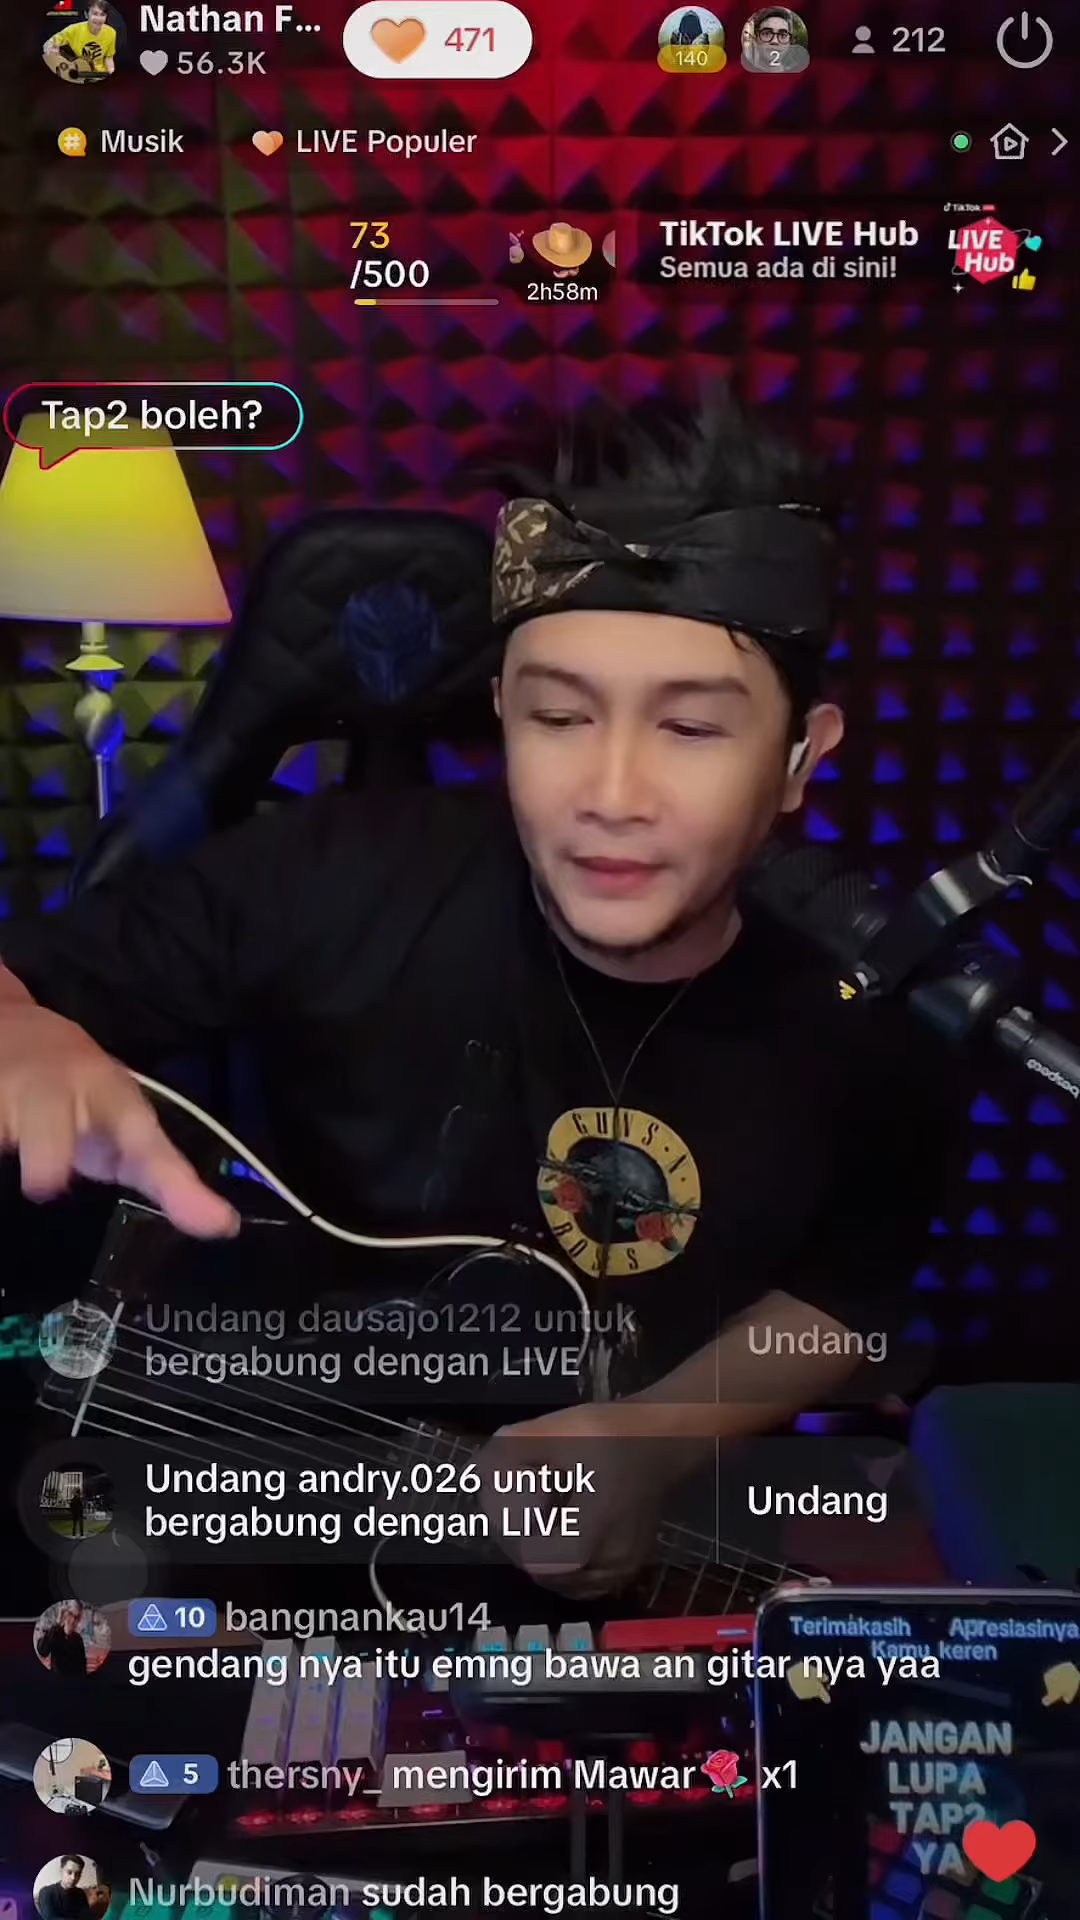 Nathan F...
56.3K
471
140
2
212
Musik
LIVE Populer
73
/500
2h58m
TikTok LIVE Hub
Semua ada di sini!
TikTok
LIVE
Hub
Tap2 boleh?
GUNS N
ROSES
Undang dausajo1212 untuk
bergabung dengan LIVE
Undang
Undang andry.026 untuk
bergabung dengan LIVE
Undang
10 bangnankau14
gendang nya itu emng bawa an gitar nya yaa
5 thersny_ mengirim Mawar x1
Nurbudiman sudah bergabung
Terimakasih Apresiasinya
Kamu keren
JANGAN
LUPA
TAP2
YA